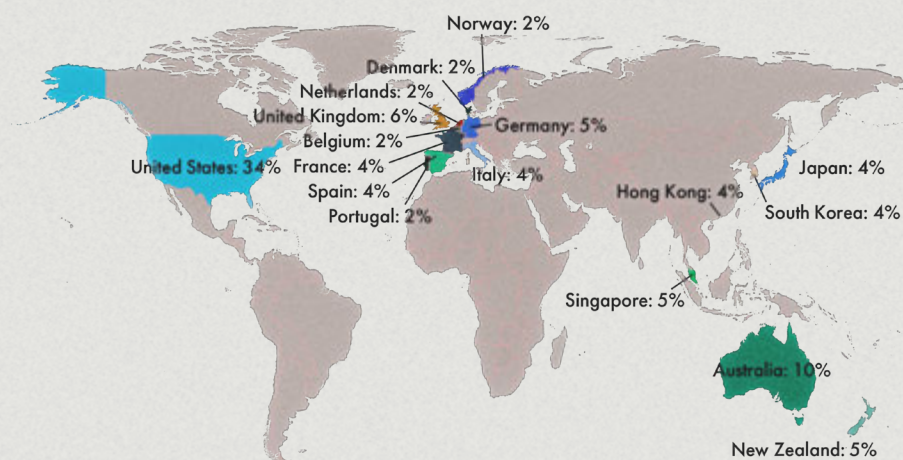 Norway: 2%
Denmark: 2%
Netherlands: 2%
United Kingdom: 6%
Germany: 5%
Belgium: 2%
United States: 34%
France: 4%
Italy: 4%
Japan: 4%
Spain: 4%
Hong Kong: 4%
Portugal: 2%
South Korea: 4%
Singapore: 5%
Australia: 10%
New Zealand: 5%